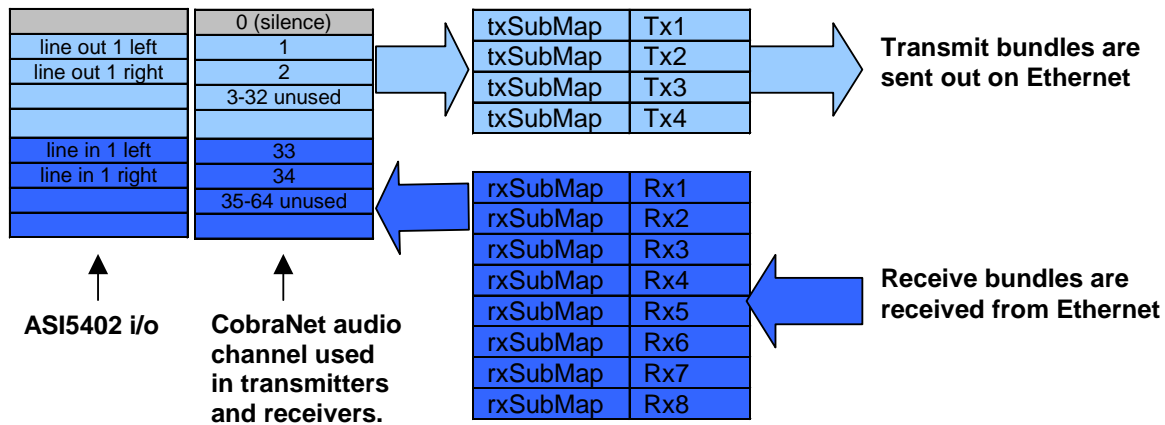 0 (silence)
line out 1 left 1
line out 1 right 2
3-32 unused
line in 1 left 33
line in 1 right 34
35-64 unused
ASI5402 i/o
CobraNet audio
channel used
in transmitters
and receivers.
txSubMap Tx1
txSubMap Tx2
txSubMap Tx3
txSubMap Tx4
rxSubMap Rx1
rxSubMap Rx2
rxSubMap Rx3
rxSubMap Rx4
rxSubMap Rx5
rxSubMap Rx6
rxSubMap Rx7
rxSubMap Rx8
Transmit bundles are
sent out on Ethernet
Receive bundles are
received from Ethernet